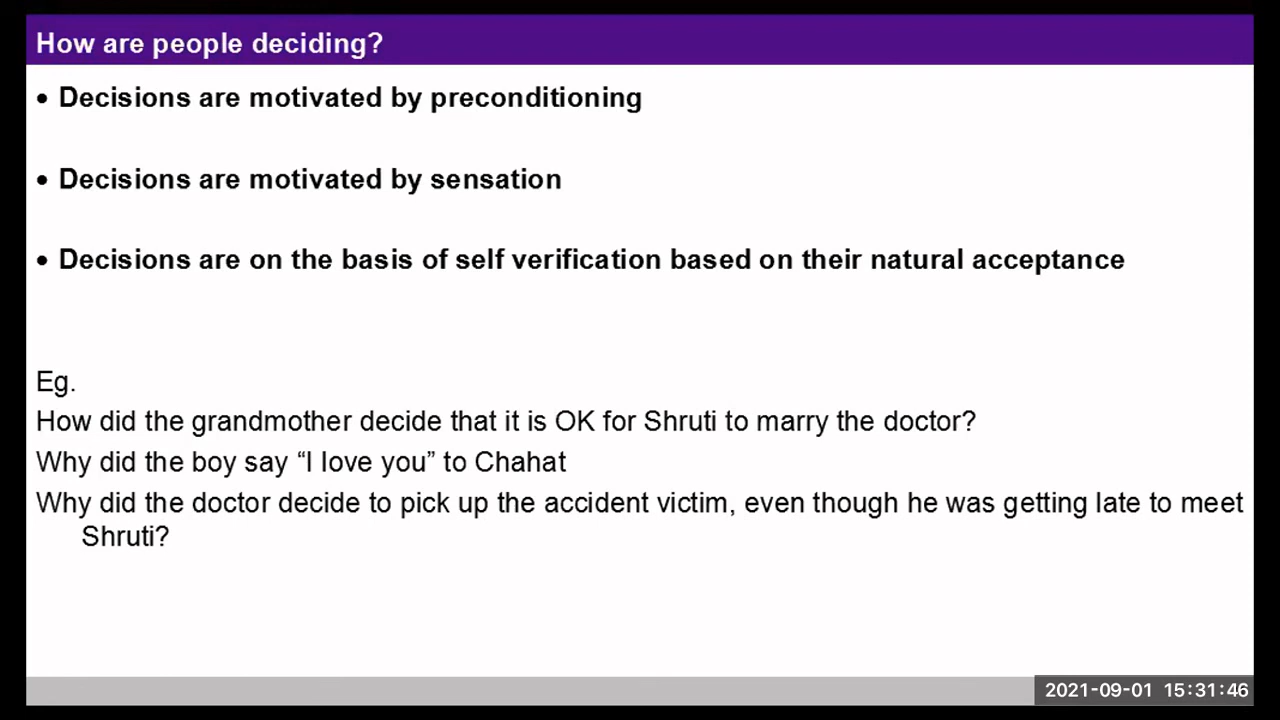 How are people deciding?
• Decisions are motivated by preconditioning
• Decisions are motivated by sensation
• Decisions are on the basis of self verification based on their natural acceptance
Eg.
How did the grandmother decide that it is OK for Shruti to marry the doctor?
Why did the boy say “I love you” to Chahat
Why did the doctor decide to pick up the accident victim, even though he was getting late to meet
Shruti?
2021-09-01 15:31:46